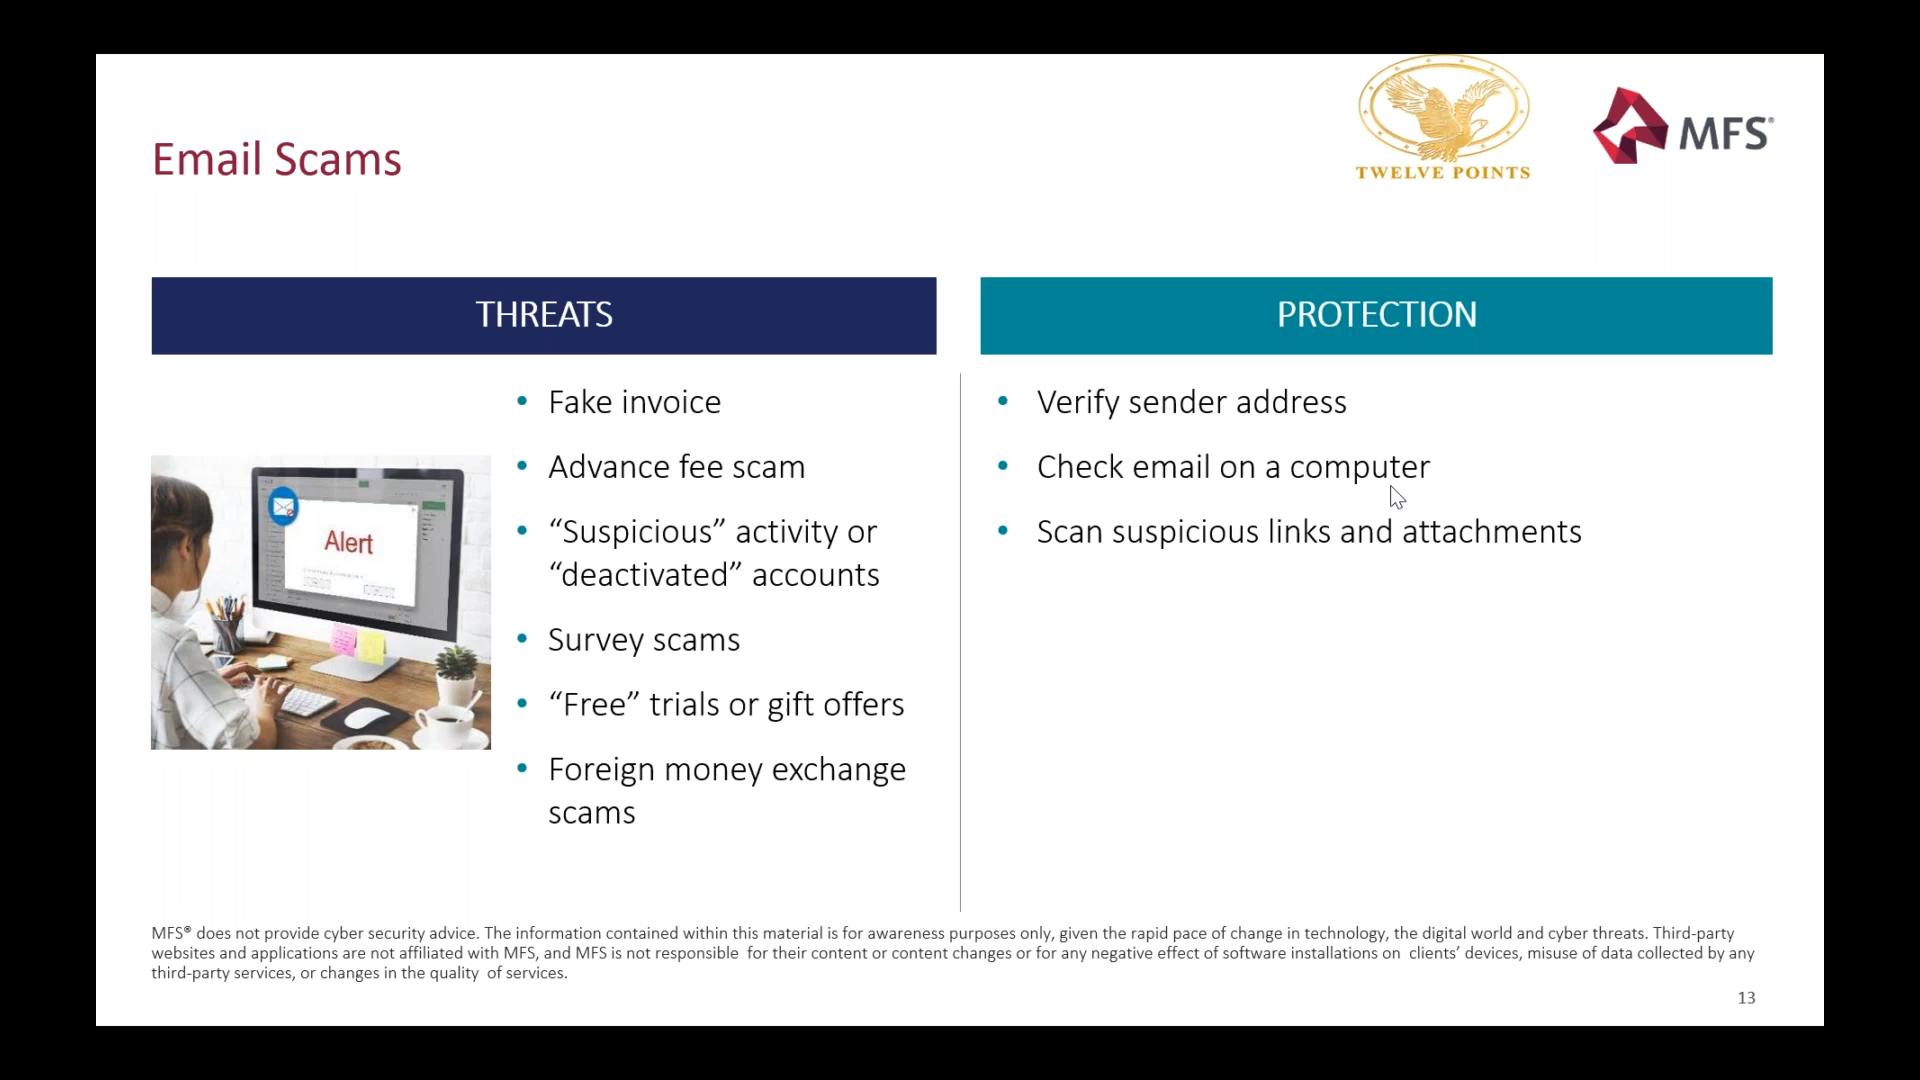 TWELVE POINTS
MFS®
Email Scams
THREATS
• Fake invoice
• Advance fee scam
• “Suspicious” activity or
“deactivated” accounts
• Survey scams
• “Free” trials or gift offers
• Foreign money exchange
scams
Alert
PROTECTION
• Verify sender address
• Check email on a computer
• Scan suspicious links and attachments
MFS® does not provide cyber security advice. The information contained within this material is for awareness purposes only, given the rapid pace of change in technology, the digital world and cyber threats. Third-party
websites and applications are not affiliated with MFS, and MFS is not responsible for their content or content changes or for any negative effect of software installations on clients’ devices, misuse of data collected by any
third-party services, or changes in the quality of services.
13